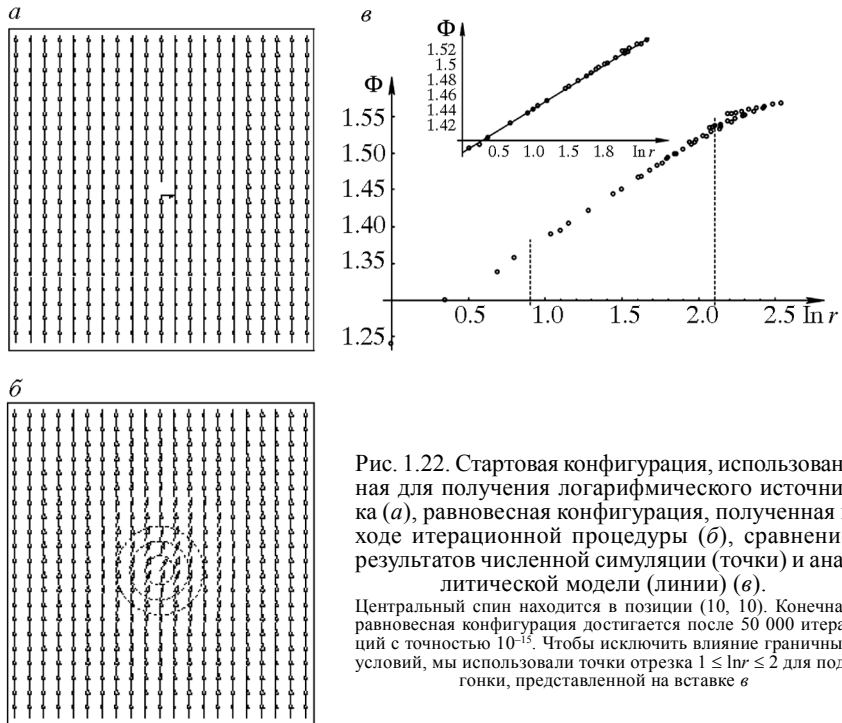 а
в
Φ
1.52
1.5
1.48
1.46
1.44
1.42
0.5 1.0 1.5 1.8 ln r
Φ
1.55
1.50
1.45
1.40
1.35
1.30
1.25
0.5 1.0 1.5 2.0 2.5 ln r
б
Рис. 1.22. Стартовая конфигурация, использован
ная для получения логарифмического источни
ка (а), равновесная конфигурация, полученная
ходе итерационной процедуры (б), сравнени
результатов численной симуляции (точки) и ана
литической модели (линии) (в).
Центральный спин находится в позиции (10, 10). Конечна
равновесная конфигурация достигается после 50 000 итера
ций с точностью 10⁻¹⁵. Чтобы исключить влияние граничны
условий, мы использовали точки отрезка 1 ≤ lnr ≤ 2 для под
гонки, представленной на вставке в